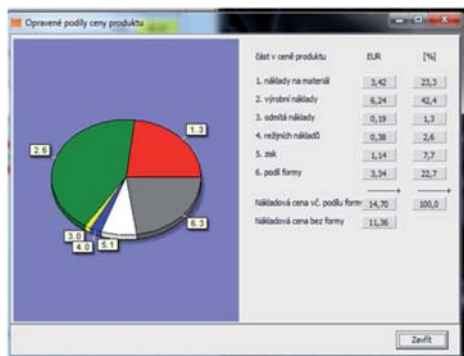 Opravené podíly ceny produktu
část v ceně produktu EUR [%]
1. náklady na materiál 3,42 23,3
2. výrobní náklady 6,24 42,4
3. odmítá náklady 0,19 1,3
4. režijních nákladů 0,38 2,6
5. zisk 1,14 7,7
6. podíl formy 3,34 22,7
Nákladová cena vč. podílu formy 14,70 100,0
Nákladová cena bez formy 11,36
1.3
2.6
3.0
4.0
5.1
6.3
Zavřít